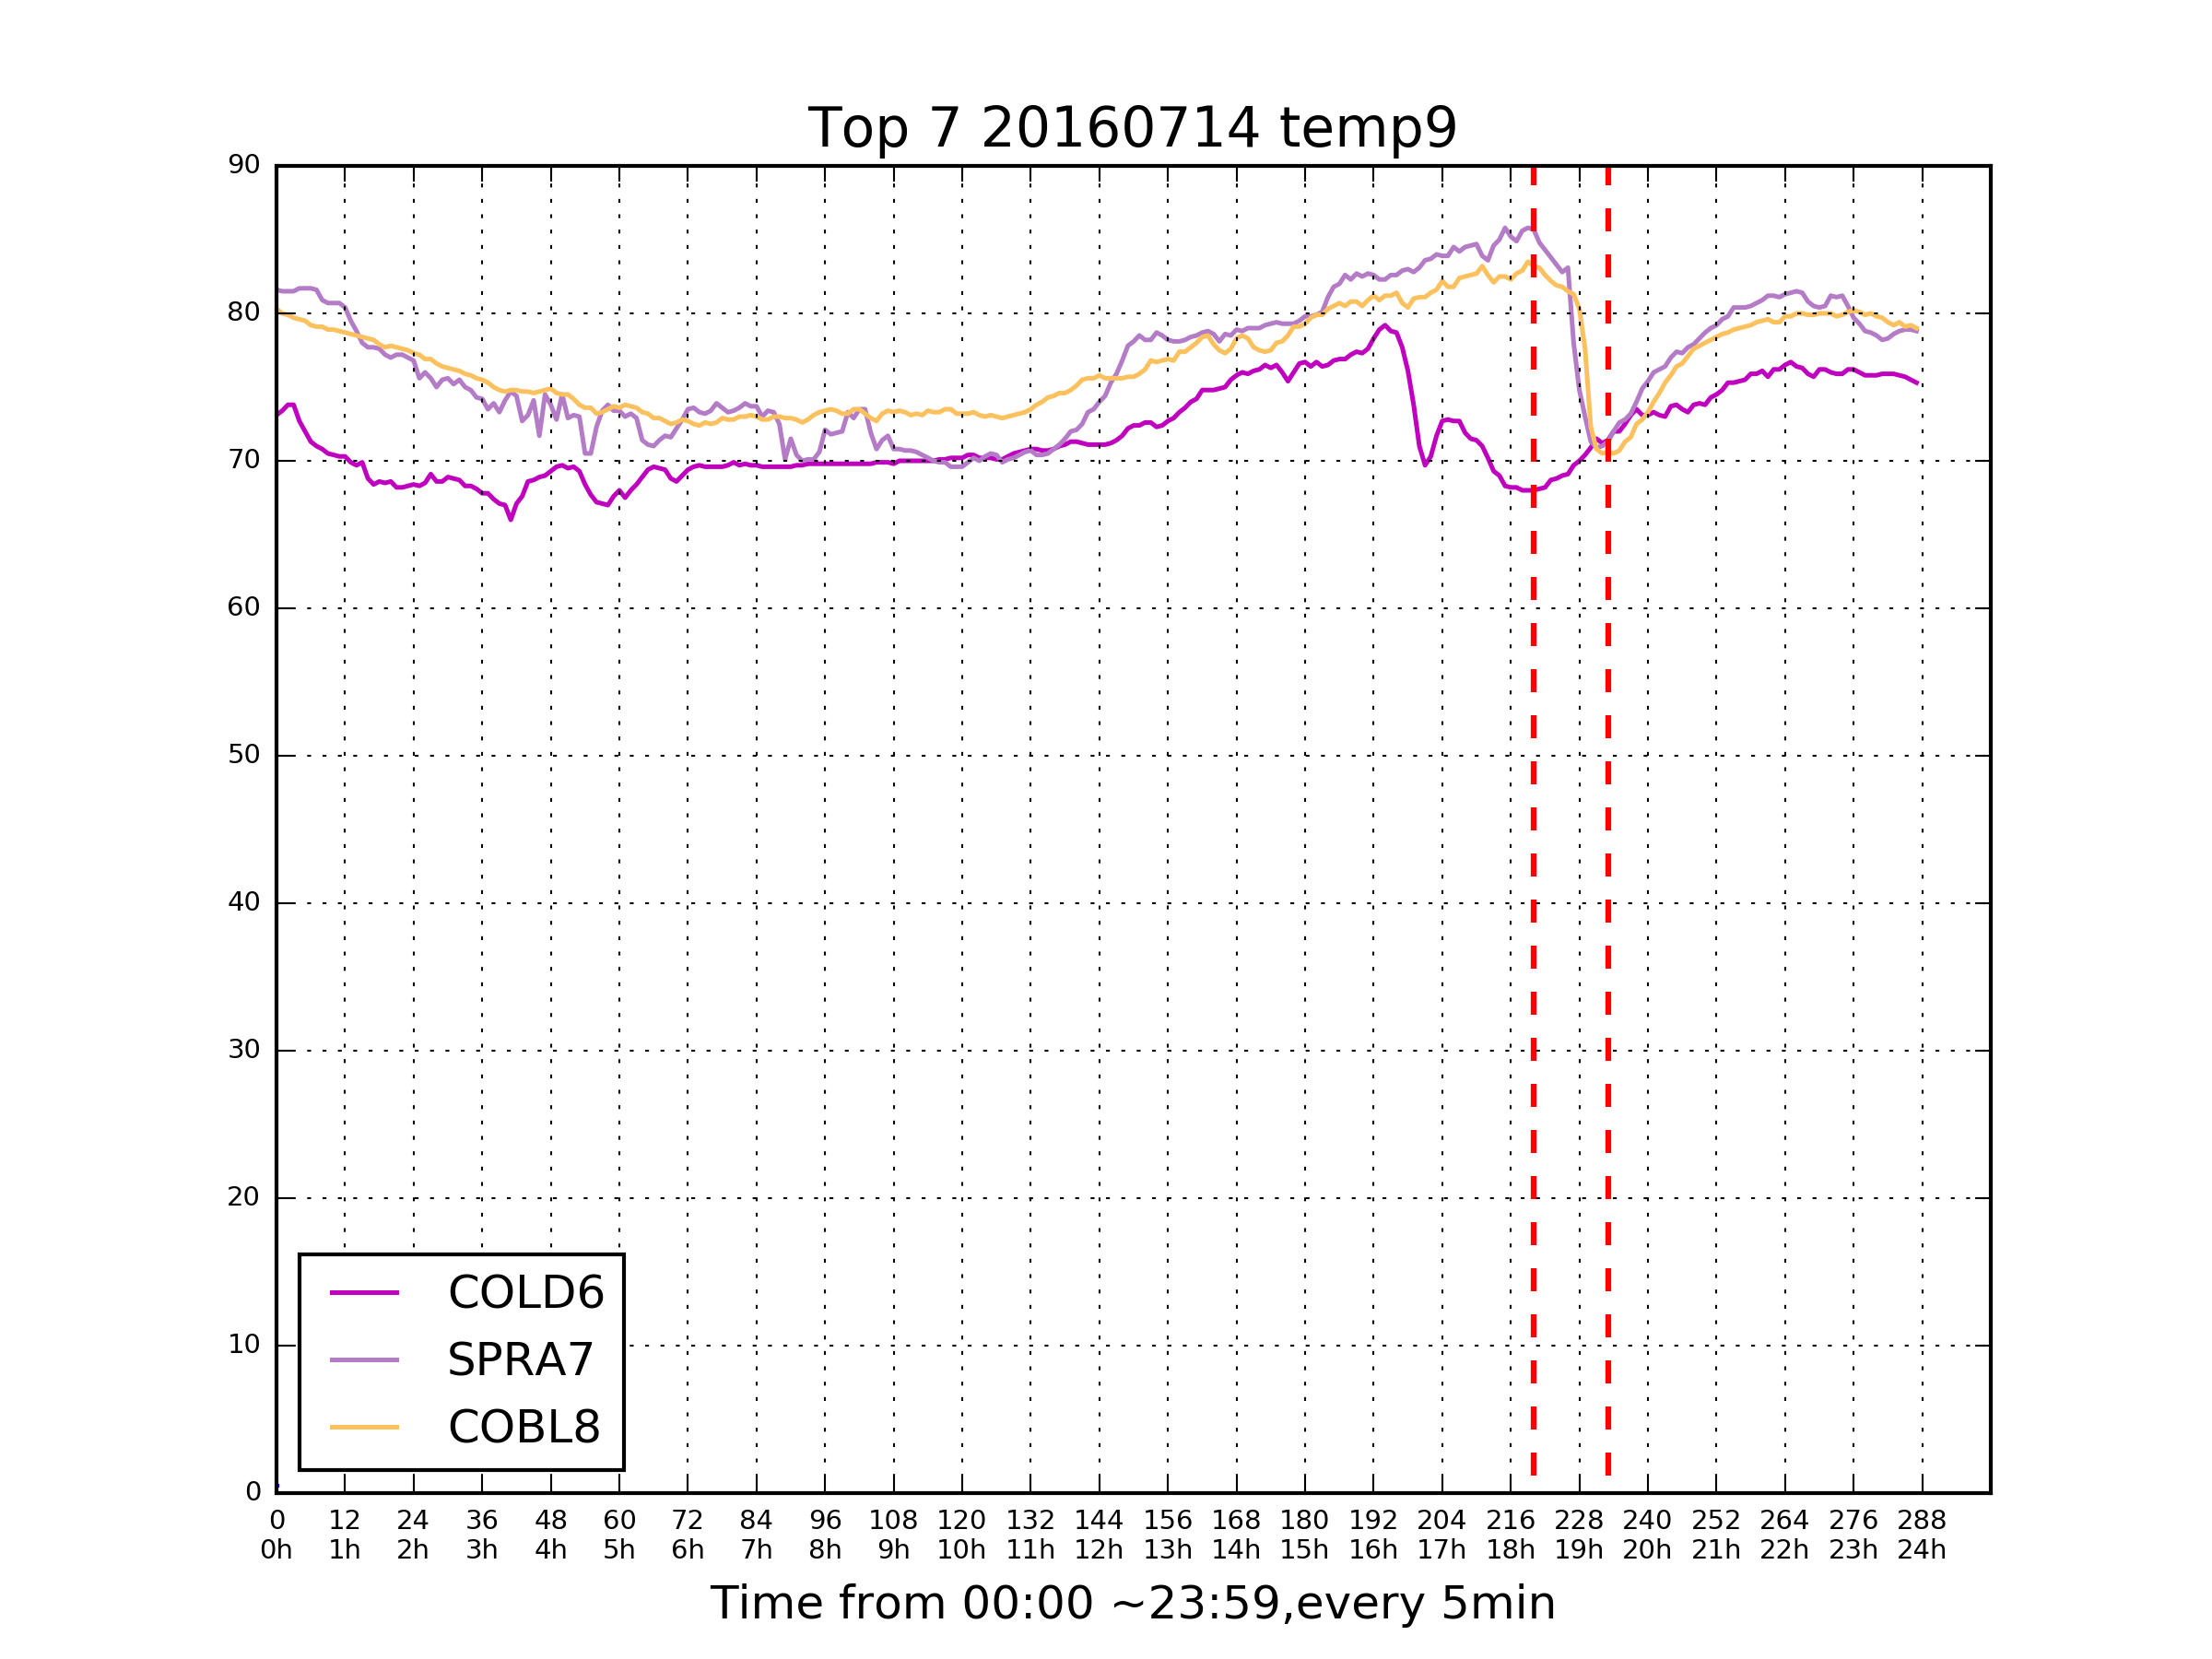 Top 7 20160714 temp9
90
80
70
60
50
40
30
20
10
0
COLD6
SPRA7
COBL8
0 12 24 36 48 60 72 84 96 108 120 132 144 156 168 180 192 204 216 228 240 252 264 276 288
0h 1h 2h 3h 4h 5h 6h 7h 8h 9h 10h 11h 12h 13h 14h 15h 16h 17h 18h 19h 20h 21h 22h 23h 24h
Time from 00:00 ~23:59,every 5min